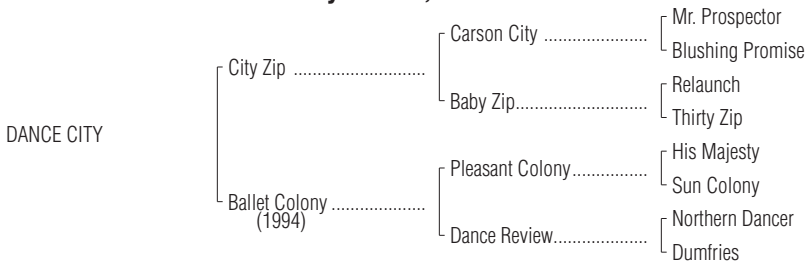 Mr. Prospector
Carson City ......................
Blushing Promise
City Zip ............................
Relaunch
Baby Zip............................
Thirty Zip
DANCE CITY
His Majesty
Pleasant Colony................
Sun Colony
Ballet Colony ....................
(1994)
Northern Dancer
Dance Review....................
Dumfries